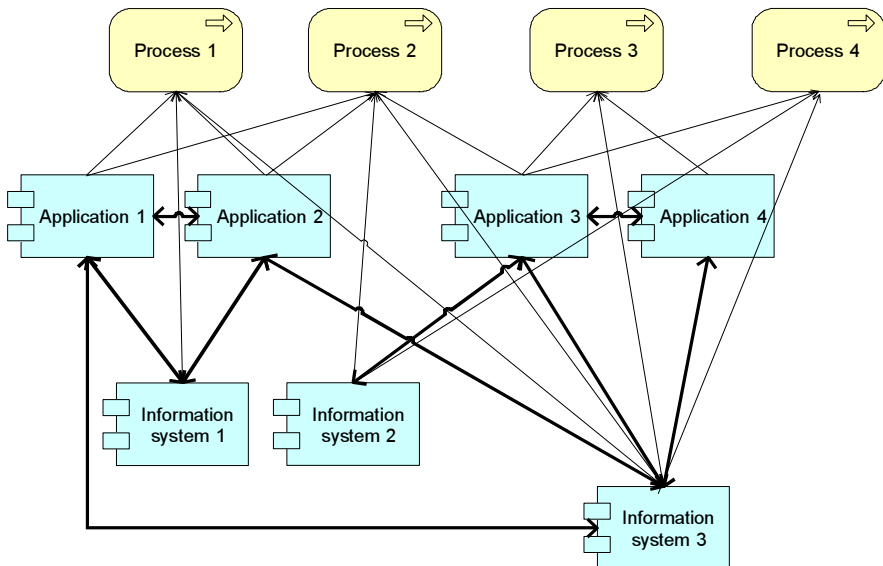 Process 1
Process 2
Process 3
Process 4
Application 1
Application 2
Application 3
Application 4
Information
system 1
Information
system 2
Information
system 3